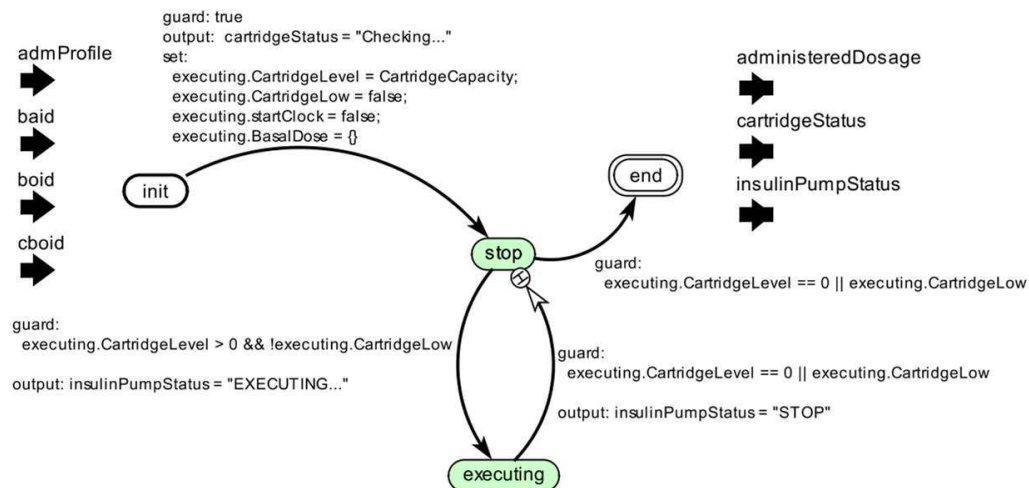 guard: true
output: cartridgeStatus = "Checking..."
set:
executing.CartridgeLevel = CartridgeCapacity;
executing.CartridgeLow = false;
executing.startClock = false;
executing.BasalDose = {}
admProfile
baid
boid
cboid
init
end
administeredDosage
cartridgeStatus
insulinPumpStatus
stop
H
guard:
executing.CartridgeLevel == 0 || executing.CartridgeLow
guard:
executing.CartridgeLevel > 0 && !executing.CartridgeLow
output: insulinPumpStatus = "EXECUTING..."
guard:
executing.CartridgeLevel == 0 || executing.CartridgeLow
output: insulinPumpStatus = "STOP"
executing